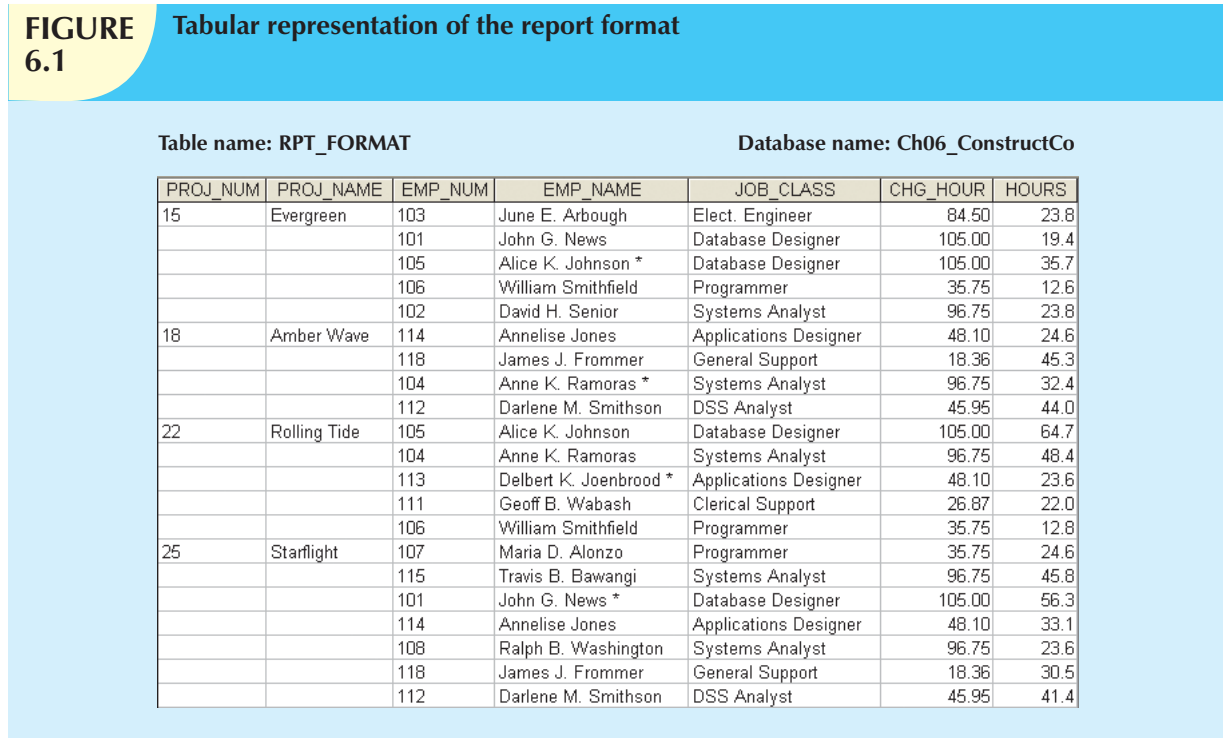 FIGURE 6.1
Tabular representation of the report format
Table name: RPT_FORMAT Database name: Ch06_ConstructCo
PROJ_NUM PROJ_NAME EMP_NUM EMP_NAME JOB_CLASS CHG_HOUR HOURS
15 Evergreen 103 June E. Arbough Elect. Engineer 84.50 23.8
101 John G. News Database Designer 105.00 19.4
105 Alice K. Johnson * Database Designer 105.00 35.7
106 William Smithfield Programmer 35.75 12.6
102 David H. Senior Systems Analyst 96.75 23.8
18 Amber Wave 114 Annelise Jones Applications Designer 48.10 24.6
118 James J. Frommer General Support 18.36 45.3
104 Anne K. Ramoras * Systems Analyst 96.75 32.4
112 Darlene M. Smithson DSS Analyst 45.95 44.0
22 Rolling Tide 105 Alice K. Johnson Database Designer 105.00 64.7
104 Anne K. Ramoras Systems Analyst 96.75 48.4
113 Delbert K. Joenbrood * Applications Designer 48.10 23.6
111 Geoff B. Wabash Clerical Support 26.87 22.0
106 William Smithfield Programmer 35.75 12.8
25 Starflight 107 Maria D. Alonzo Programmer 35.75 24.6
115 Travis B. Bawangi Systems Analyst 96.75 45.8
101 John G. News * Database Designer 105.00 56.3
114 Annelise Jones Applications Designer 48.10 33.1
108 Ralph B. Washington Systems Analyst 96.75 23.6
118 James J. Frommer General Support 18.36 30.5
112 Darlene M. Smithson DSS Analyst 45.95 41.4